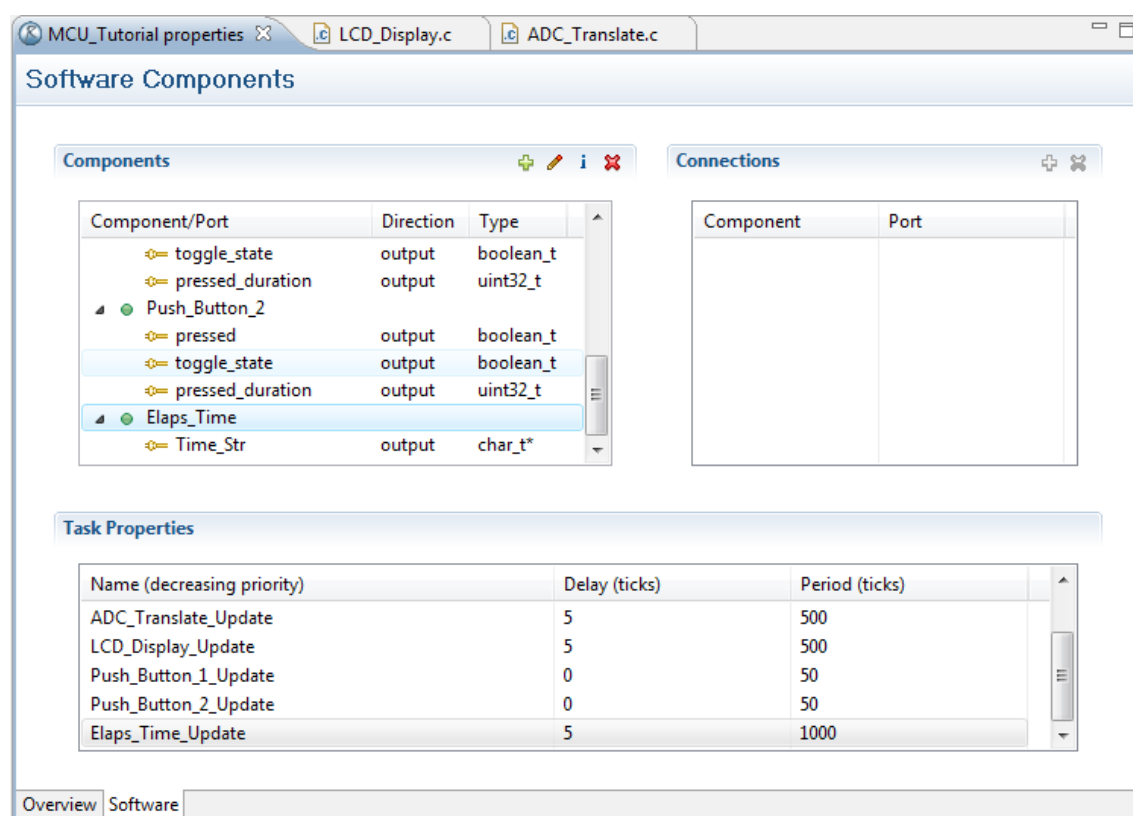 MCU_Tutorial properties LCD_Display.c ADC_Translate.c
Software Components
Components Connections
Component/Port Direction Type Component Port
toggle_state output boolean_t
pressed_duration output uint32_t
Push_Button_2
pressed output boolean_t
toggle_state output boolean_t
pressed_duration output uint32_t
Elaps_Time
Time_Str output char_t*
Task Properties
Name (decreasing priority) Delay (ticks) Period (ticks)
ADC_Translate_Update 5 500
LCD_Display_Update 5 500
Push_Button_1_Update 0 50
Push_Button_2_Update 0 50
Elaps_Time_Update 5 1000
Overview Software